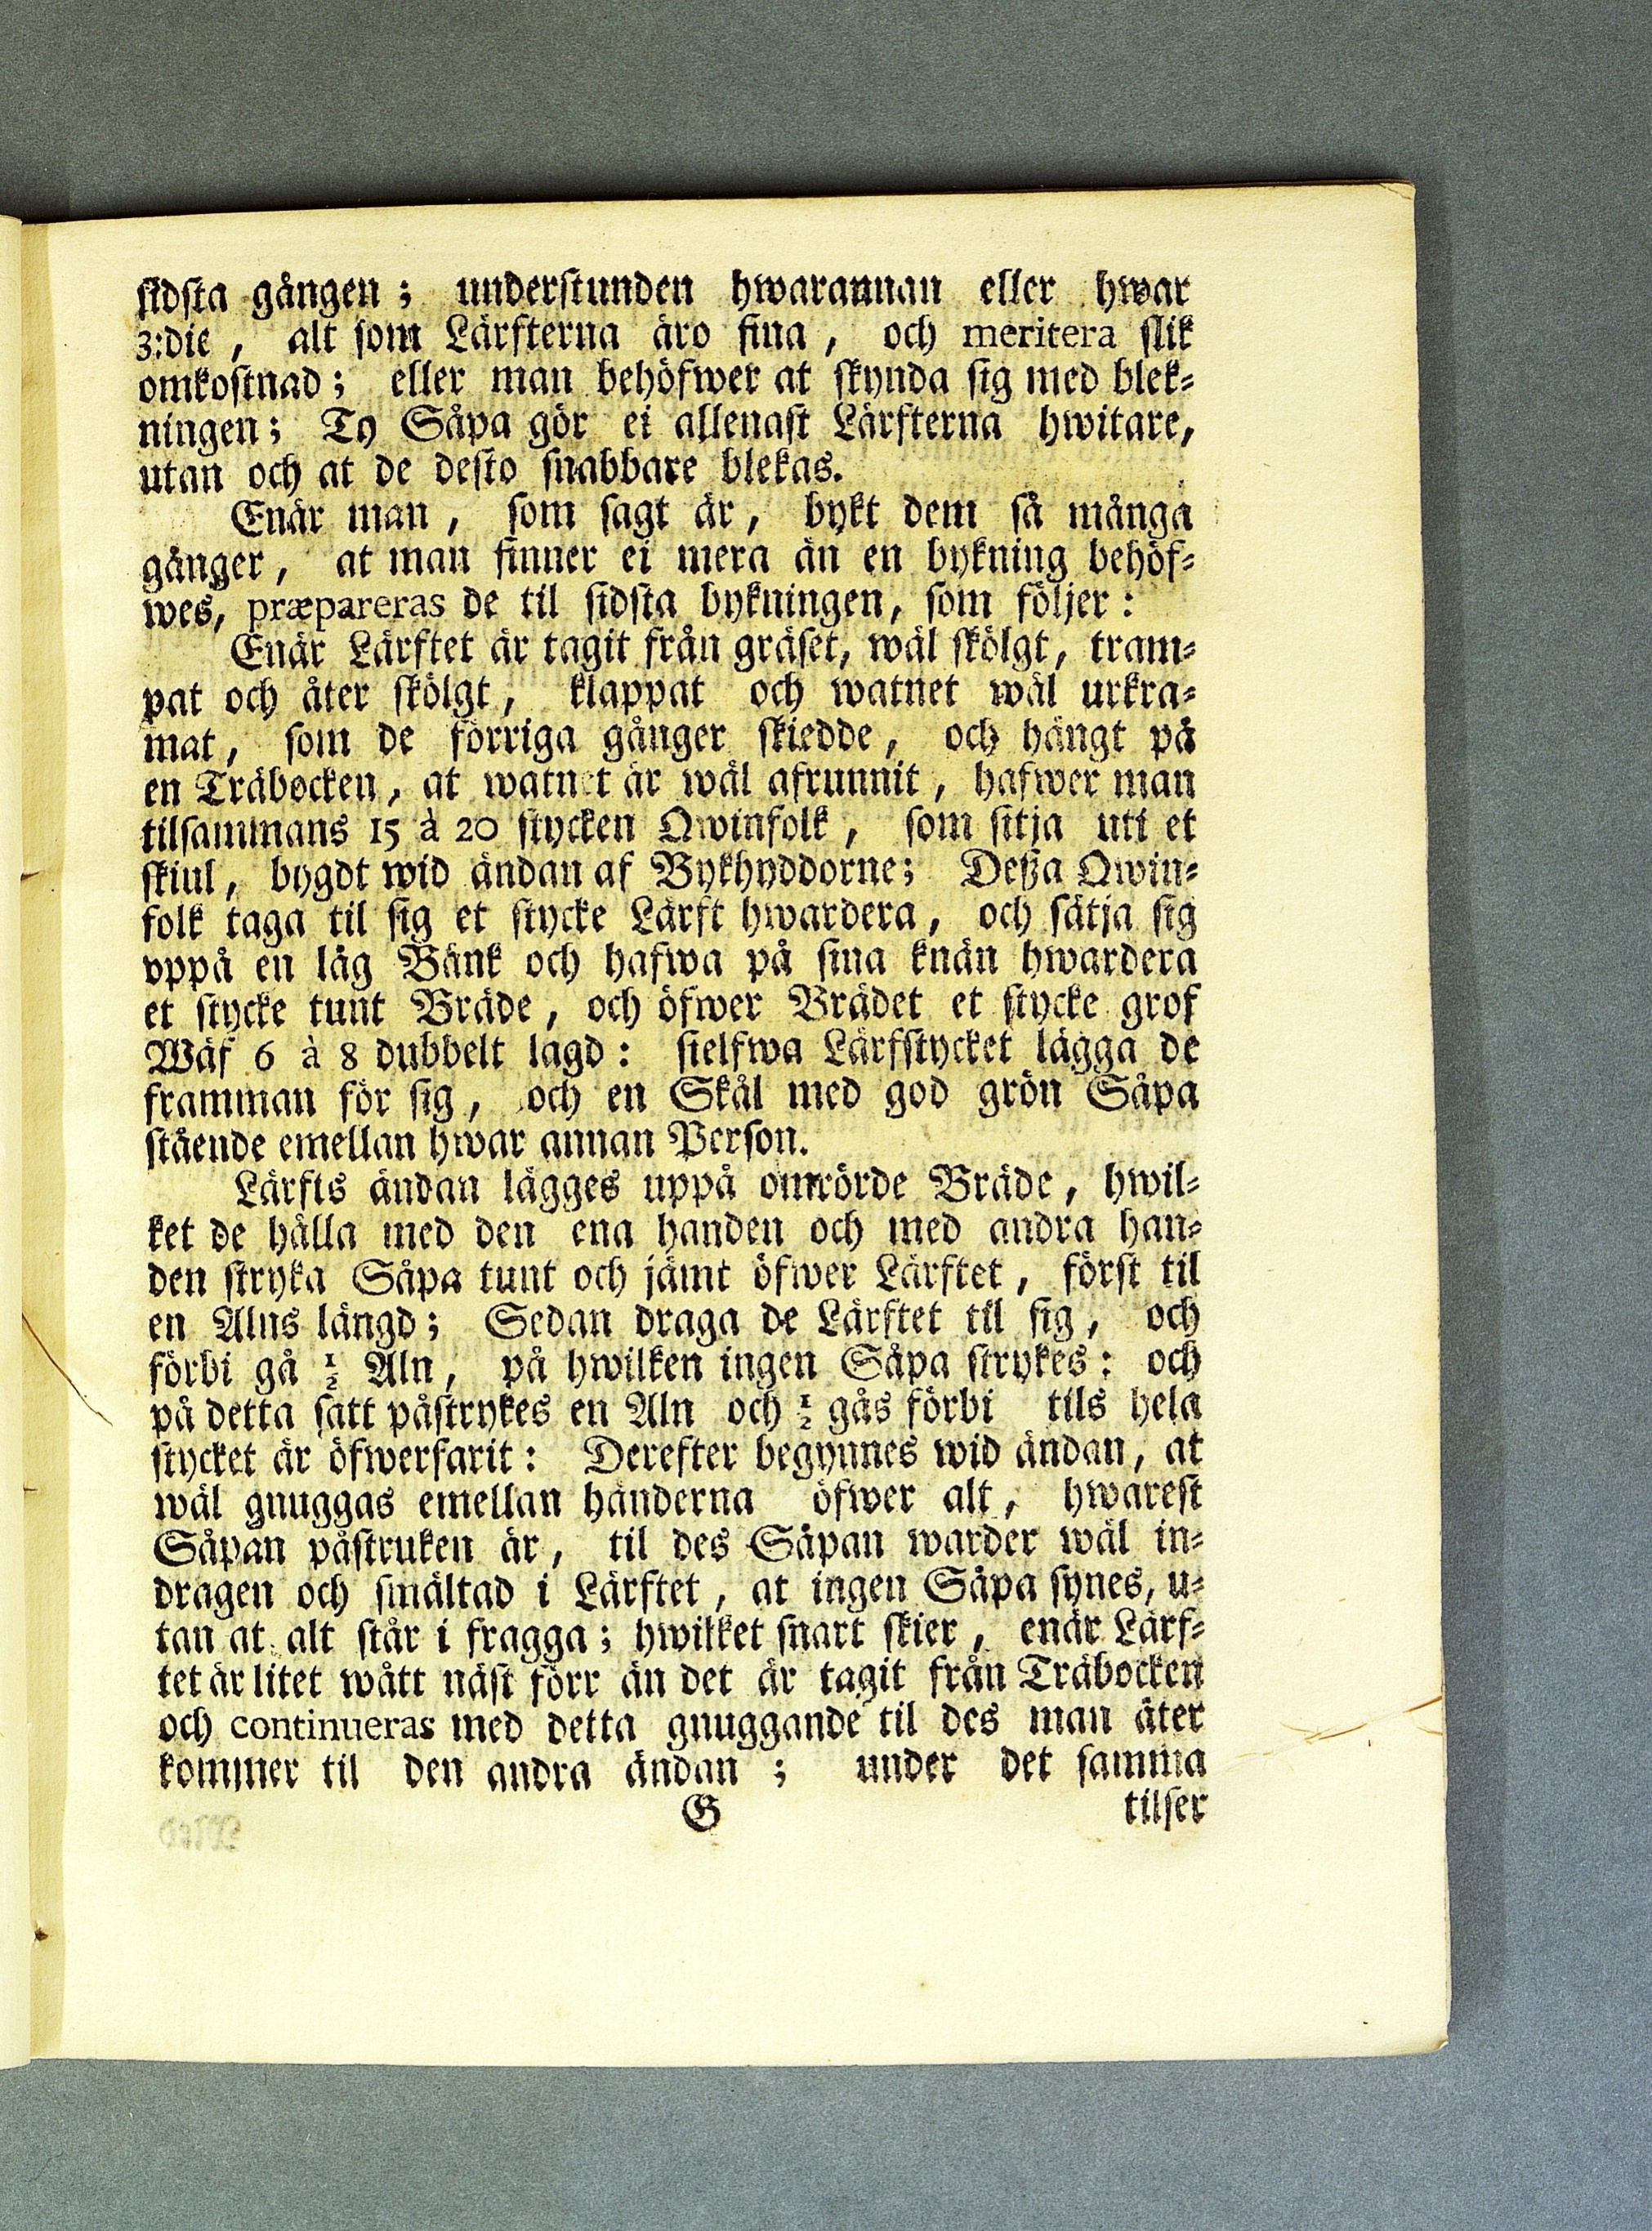 sidsta gången; understunden hwarannan eller hwar
3:die, alt som Lärfterna äro fina, och meritera slik
omkostnad; eller man behöfwer at skynda sig med blek-
ningen; Ty Såpa gör ei allenast Lärfterna hwitare,
utan och at de desto snabbare blekas.
Enär man, som sagt är, bykt dem så många
gånger, at man finner ei mera än en bykning behöf-
wes, præpareras de til sidsta bykningen, som följer:
Enär Lärftet är tagit från gräset, wäl skölgt, tram-
pat och åter skölgt, klappat och watnet wäl urkra-
mat, som de förriga gånger skiedde, och hängt på
en Träbocken, at watnet är wäl afrunnit, hafwer man
tilsammans 15 à 20 stycken Qwinfolk, som sitja uti et
skiul, bygdt wid ändan af Bykhyddorne; Deßa Qwin-
folk taga til sig et stycke Lärft hwardera, och sätja sig
vppå en låg Bänk och hafwa på sina knän hwardera
et stycke tunt Bräde, och öfwer Brädet et stycke grof
Wäf 6 à 8 dubbelt lagd: sielfwa Lärfstycket lägga de
framman för sig, och en Skål med god grön Såpa
stående emellan hwar annan Person.
Lärfts ändan lägges uppå omrörde Bräde, hwil-
ket de hålla med den ena handen och med andra han-
den stryka Såpa tunt och jämt öfwer Lärftet, först til
en Alns längd; Sedan draga de Lärftet til sig, och
förbi gå ½ Aln, på hwilken ingen Såpa strykes: och
på detta satt påstrykes en Aln och ½ gås förbi tils hela
stycket är öfwerfarit: Derefter begynnes wid ändan, at
wäl gnuggas emellan händerna öfwer alt, hwarest
Såpan påstruken är, til des Såpan warder wäl in-
dragen och smältad i Lärftet, at ingen Såpa synes, u-
tan at alt står i fragga; hwilket snart skier, enär Lärf-
tet är litet wått näst förr än det är tagit från Träbocken
och continueras med detta gnuggande til des man åter
kommer til den andra ändan; under det samma
G tilser